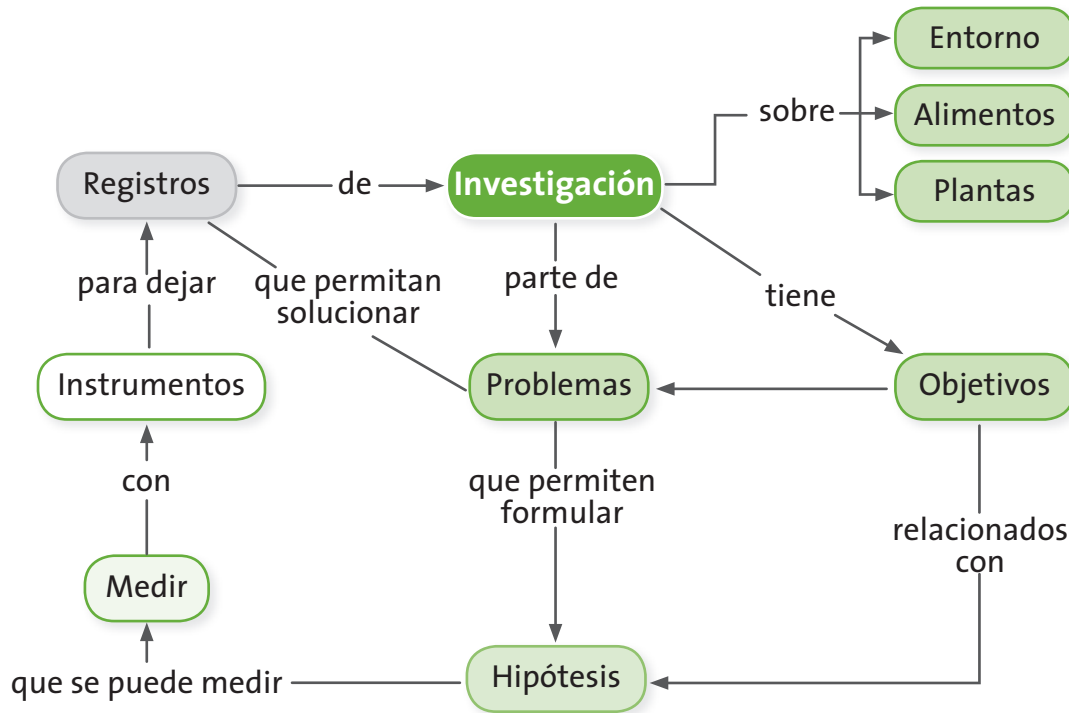 Entorno
sobre
Alimentos
Registros
de
Investigación
Plantas
para dejar
que permitan
solucionar
parte de
tiene
Instrumentos
Problemas
Objetivos
con
que permiten
formular
relacionados
con
Medir
que se puede medir
Hipótesis